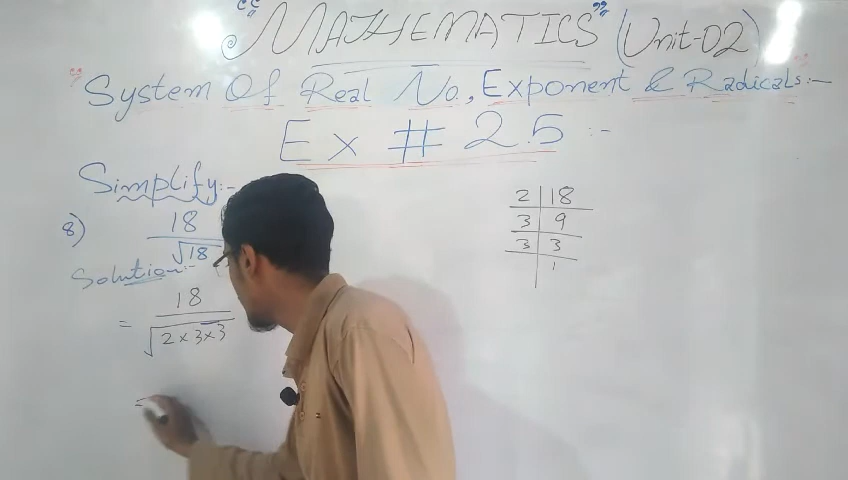 “MATHEMATICS” (Unit-02)
“System Of Real No., Exponent & Radicals:-
Ex # 2.5 :-
Simplify:-
8) 18
√18
Solution:-
= 18
√2×3×3
=
2 | 18
3 | 9
3 | 3
| 1